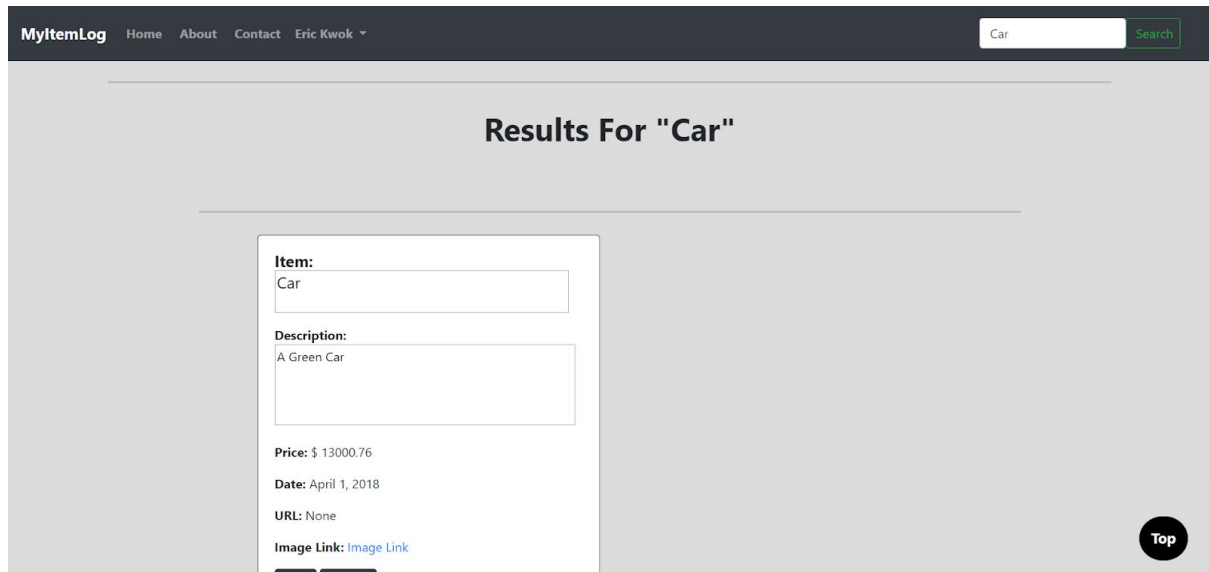 MyItemLog Home About Contact Eric Kwok Car Search
Results For "Car"
Item:
Car
Description:
A Green Car
Price: $ 13000.76
Date: April 1, 2018
URL: None
Image Link: Image Link
Top